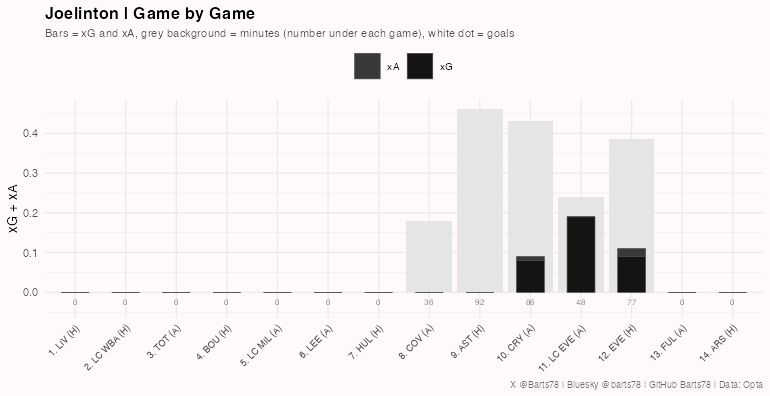 Joelinton | Game by Game
Bars = xG and xA, grey background = minutes (number under each game), white dot = goals
xA xG
xG + xA
0.4
0.3
0.2
0.1
0.0
0 0 0 0 0 0 0 36 92 86 48 77 0 0
1. LIV (H)
2. LC WBA (H)
3. TOT (A)
4. BOU (H)
5. LC MIL (A)
6. LEE (A)
7. HUL (H)
8. COV (A)
9. AST (H)
10. CRY (A)
11. LC EVE (A)
12. EVE (H)
13. FUL (A)
14. ARS (H)
X @Barts78 | Bluesky @barts78 | GitHub Barts78 | Data: Opta